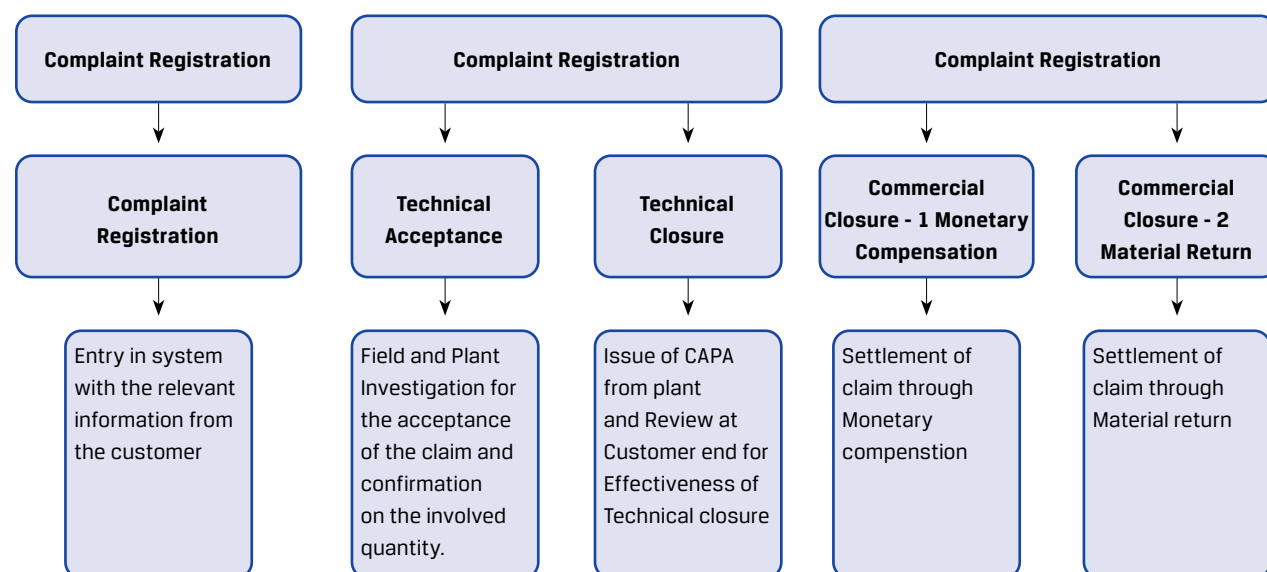 Complaint Registration
Complaint Registration
Complaint Registration
Complaint
Registration
Technical
Acceptance
Technical
Closure
Commercial
Closure - 1 Monetary
Compensation
Commercial
Closure - 2
Material Return
Entry in system
with the relevant
information from
the customer
Field and Plant
Investigation for
the acceptance
of the claim and
confirmation
on the involved
quantity.
Issue of CAPA
from plant
and Review at
Customer end for
Effectiveness of
Technical closure
Settlement of
claim through
Monetary
compenstion
Settlement of
claim through
Material return